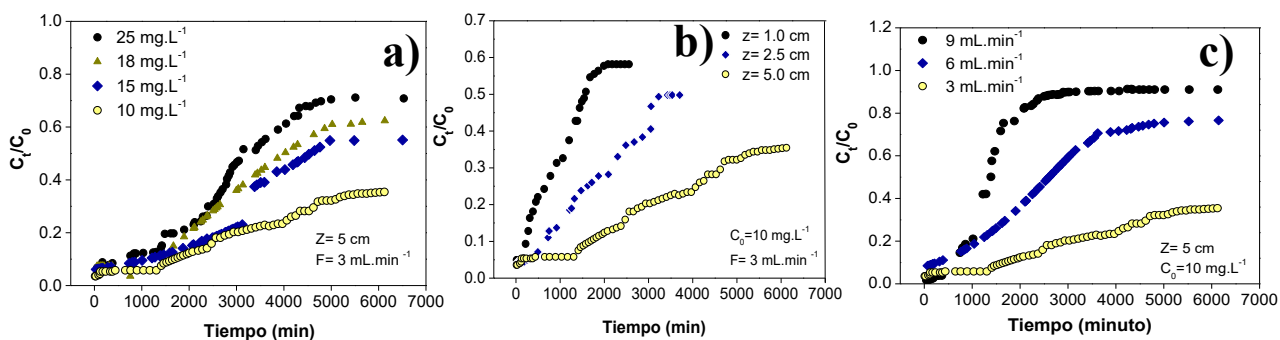 a)
25 mg.L⁻¹
18 mg.L⁻¹
15 mg.L⁻¹
10 mg.L⁻¹
Cₜ/C₀
1.0
0.8
0.6
0.4
0.2
0.0
Z= 5 cm
F= 3 mL.min⁻¹
0 1000 2000 3000 4000 5000 6000 7000
Tiempo (min)
b)
z= 1.0 cm
z= 2.5 cm
z= 5.0 cm
Cₜ/C₀
0.7
0.6
0.5
0.4
0.3
0.2
0.1
0.0
C₀=10 mg.L⁻¹
F= 3 mL.min⁻¹
0 1000 2000 3000 4000 5000 6000 7000
Tiempo (min)
c)
9 mL.min⁻¹
6 mL.min⁻¹
3 mL.min⁻¹
Cₜ/C₀
1.2
1.0
0.8
0.6
0.4
0.2
0.0
Z= 5 cm
C₀=10 mg.L⁻¹
0 1000 2000 3000 4000 5000 6000 7000
Tiempo (minuto)